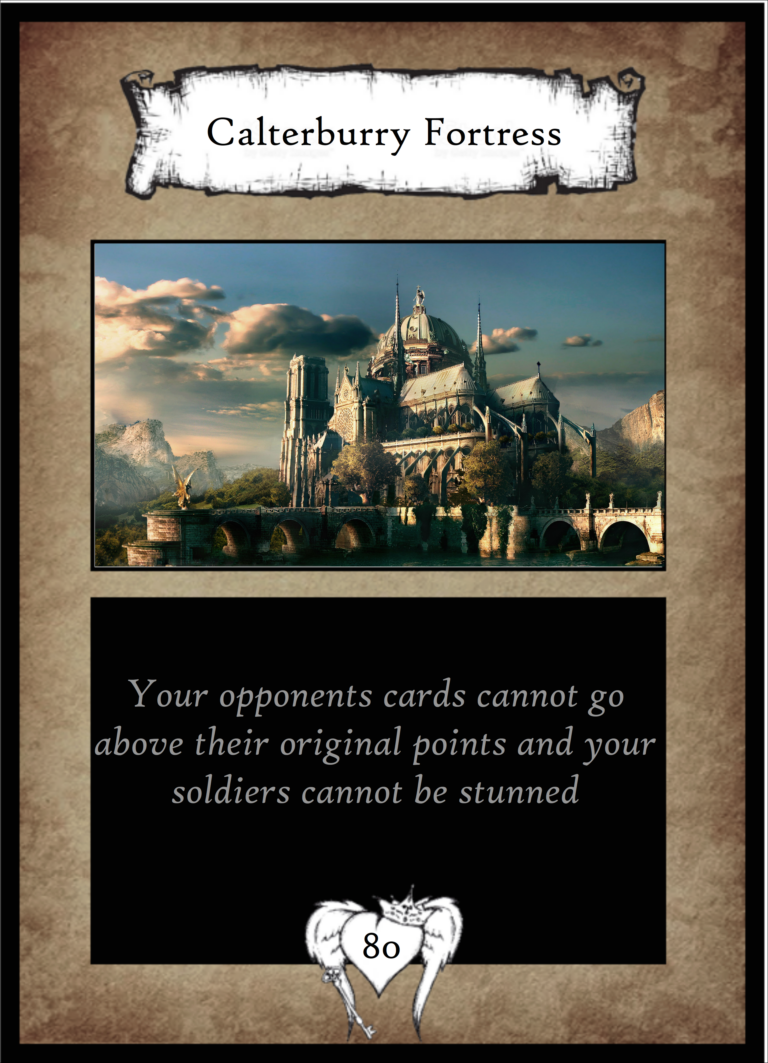 Calterburry Fortress
Your opponents cards cannot go
above their original points and your
soldiers cannot be stunned
80